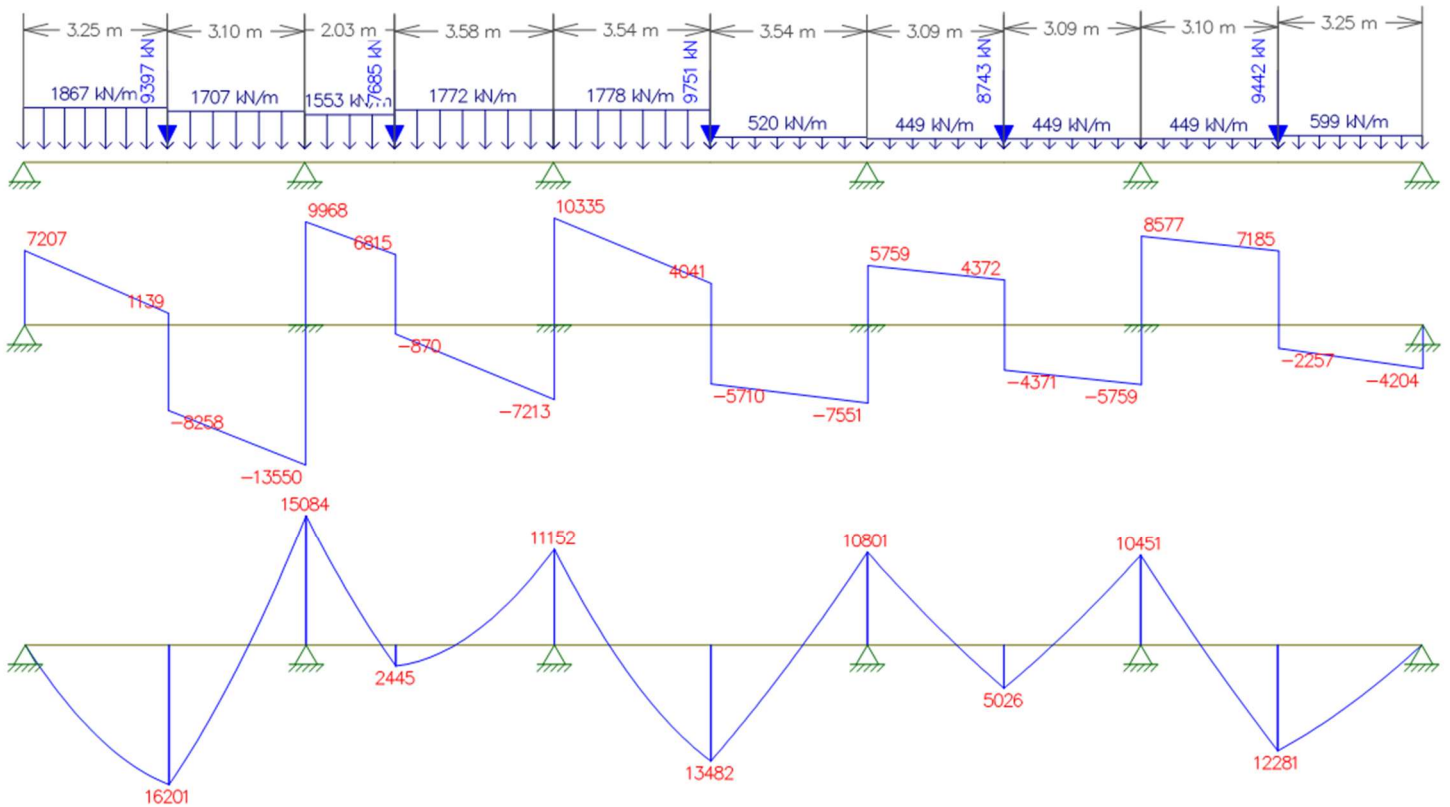 3.25 m
3.10 m
2.03 m
3.58 m
3.54 m
3.54 m
3.09 m
3.09 m
3.10 m
3.25 m
9397 kN
7685 kN
9751 kN
8743 kN
9442 kN
1867 kN/m
1707 kN/m
1553 kN/m
1772 kN/m
1778 kN/m
520 kN/m
449 kN/m
449 kN/m
449 kN/m
599 kN/m
7207
1139
−8258
−13550
9968
6815
−870
−7213
10335
4041
−5710
−7551
5759
4372
−4371
−5759
8577
7185
−2257
−4204
15084
11152
10801
10451
16201
2445
13482
5026
12281